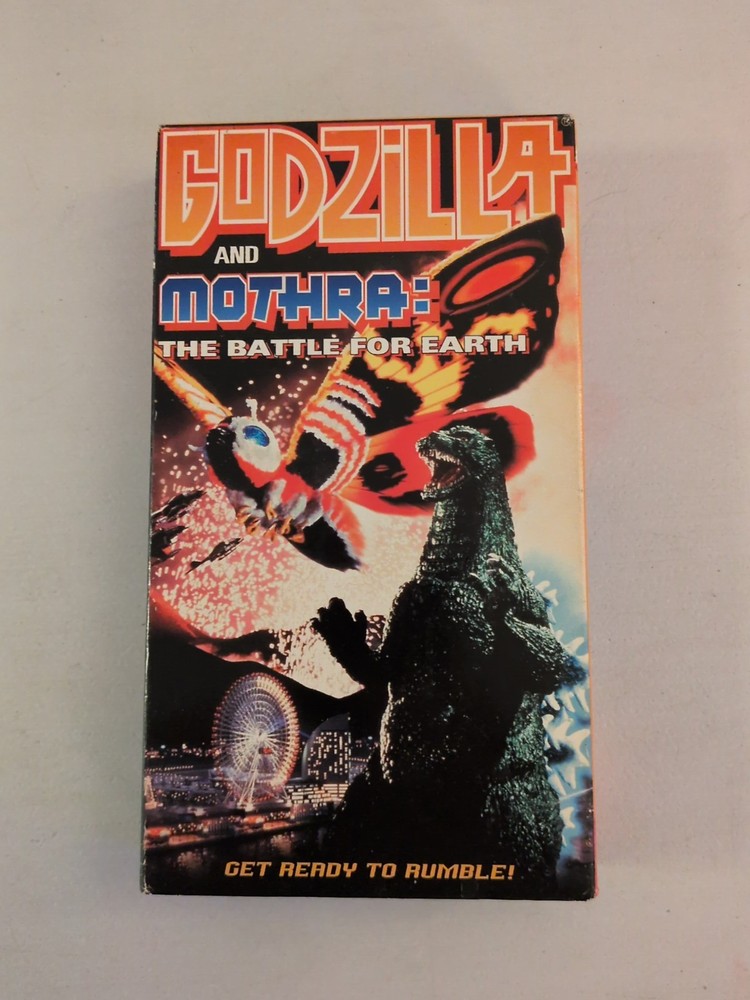 GODZiLLA
AND
MOTHRA:
THE BATTLE FOR EARTH
GET READY TO RUMBLE!